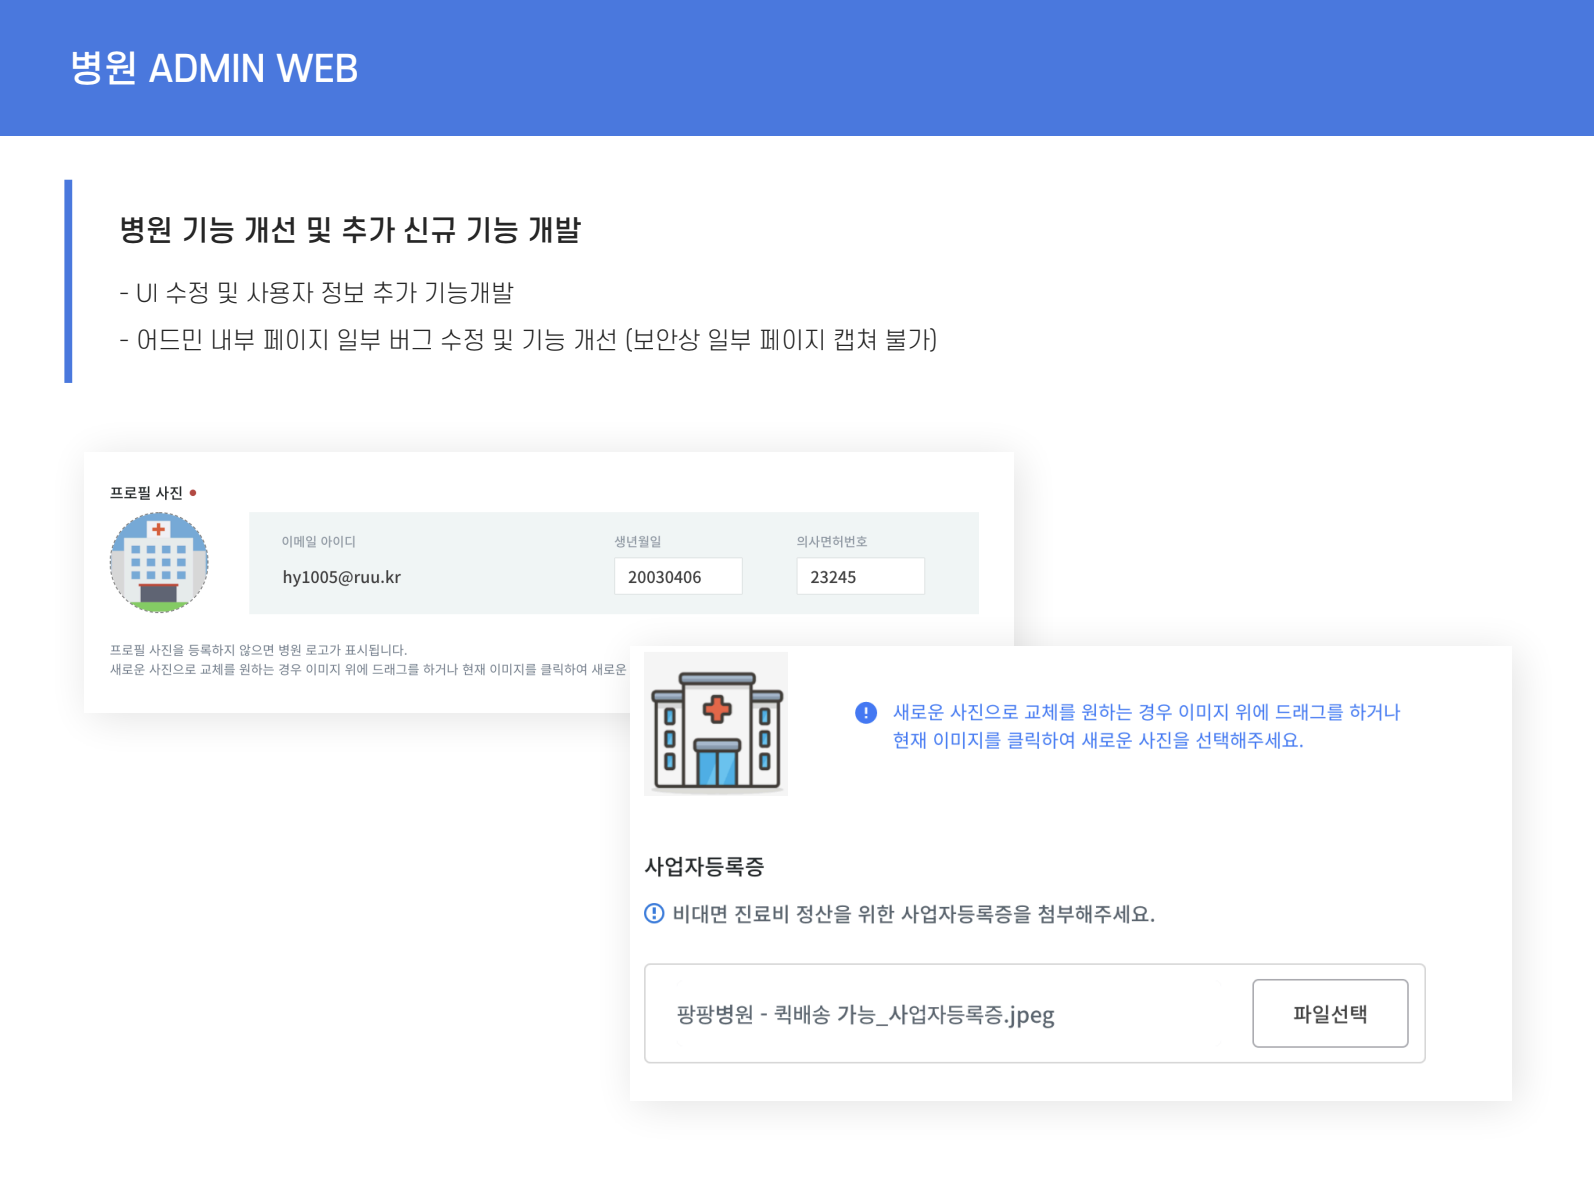 병원 ADMIN WEB
병원 기능 개선 및 추가 신규 기능 개발
- UI 수정 및 사용자 정보 추가 기능개발
- 어드민 내부 페이지 일부 버그 수정 및 기능 개선 (보안상 일부 페이지 캡쳐 불가)
프로필 사진
이메일 아이디
생년월일
의사면허번호
hy1005@ruu.kr
20030406
23245
프로필 사진을 등록하지 않으면 병원 로고가 표시됩니다.
새로운 사진으로 교체를 원하는 경우 이미지 위에 드래그를 하거나 현재 이미지를 클릭하여 새로운
새로운 사진으로 교체를 원하는 경우 이미지 위에 드래그를 하거나
현재 이미지를 클릭하여 새로운 사진을 선택해주세요.
사업자등록증
비대면 진료비 정산을 위한 사업자등록증을 첨부해주세요.
팡팡병원 - 퀵배송 가능_사업자등록증.jpeg
파일선택